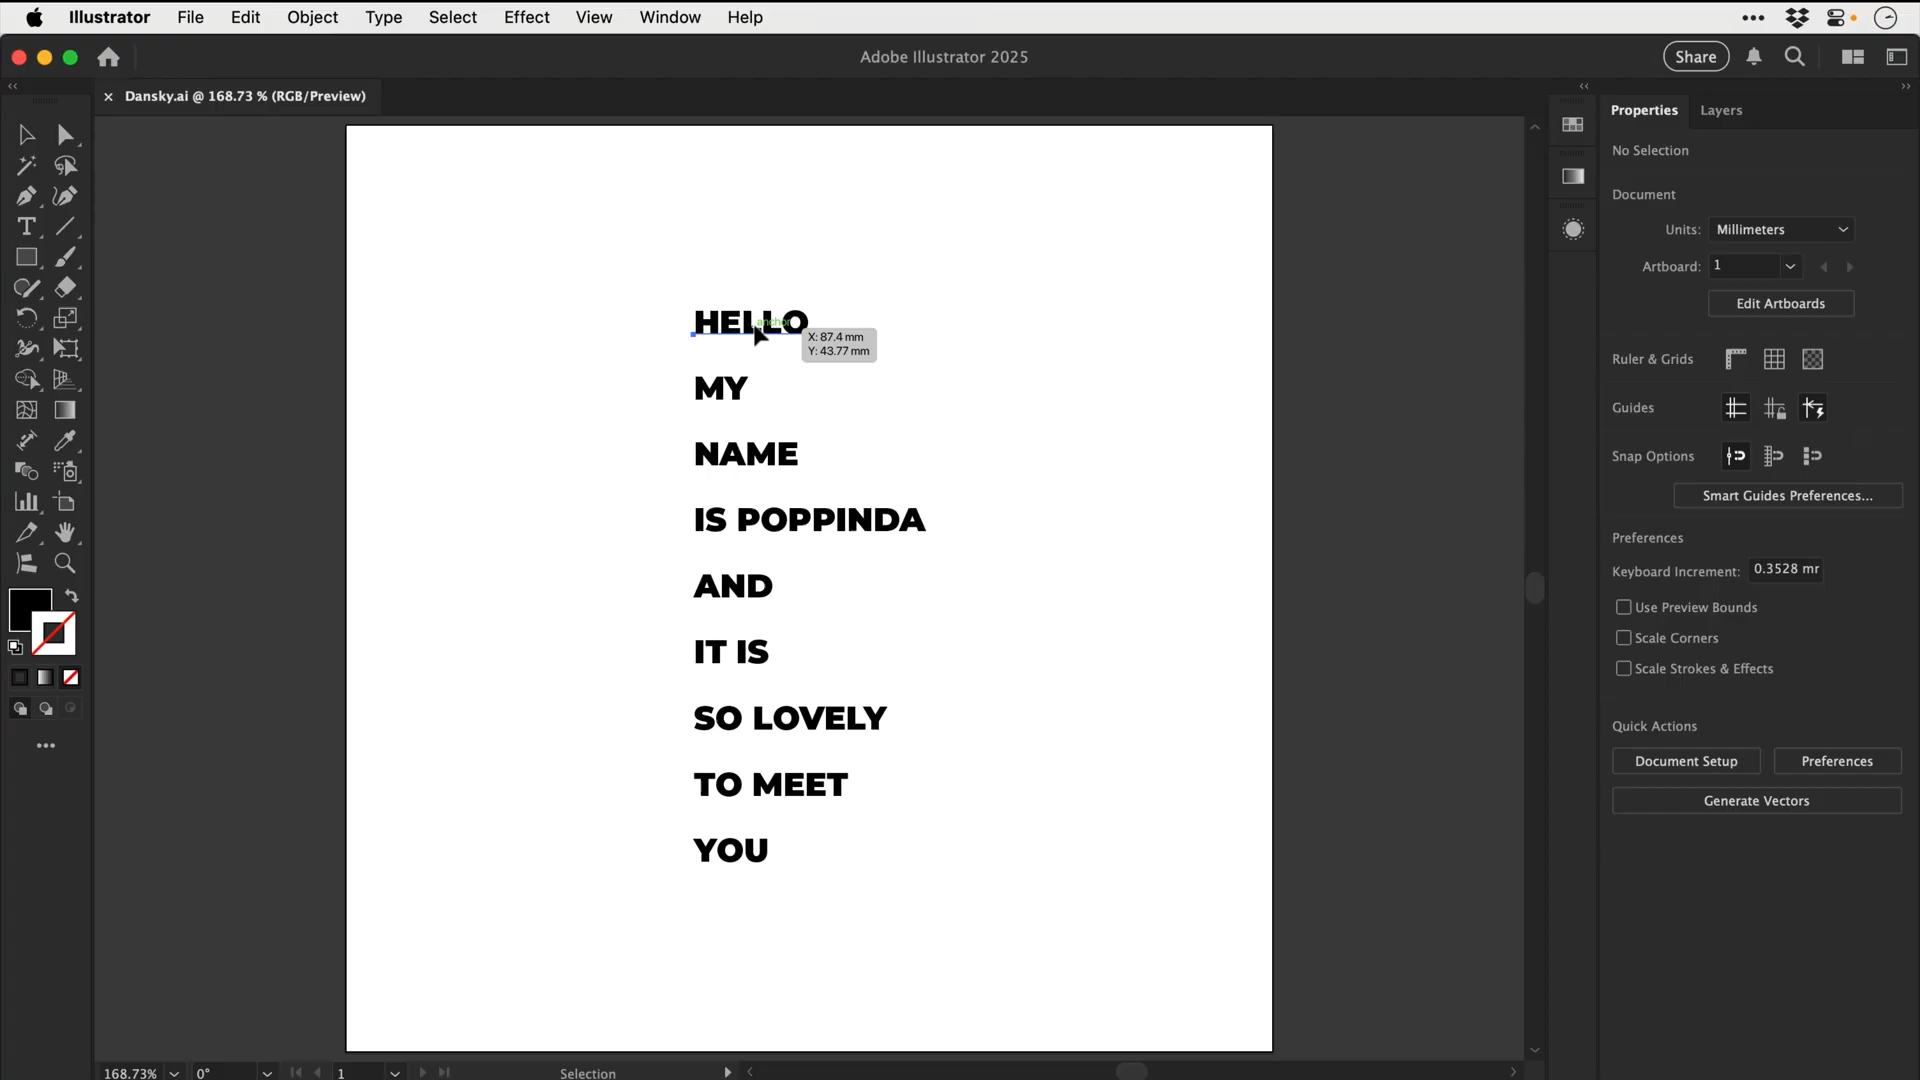 Illustrator File Edit Object Type Select Effect View Window Help
Adobe Illustrator 2025
Share
Dansky.ai @ 168.73 % (RGB/Preview)
Properties Layers
No Selection
Document
Units: Millimeters
Artboard: 1
Edit Artboards
Ruler & Grids
Guides
Snap Options
Smart Guides Preferences...
Preferences
Keyboard Increment: 0.3528 mr
Use Preview Bounds
Scale Corners
Scale Strokes & Effects
Quick Actions
Document Setup Preferences
Generate Vectors
HELLO
anchor
X: 87.4 mm
Y: 43.77 mm
MY
NAME
IS POPPINDA
AND
IT IS
SO LOVELY
TO MEET
YOU
168.73% 0° 1 Selection